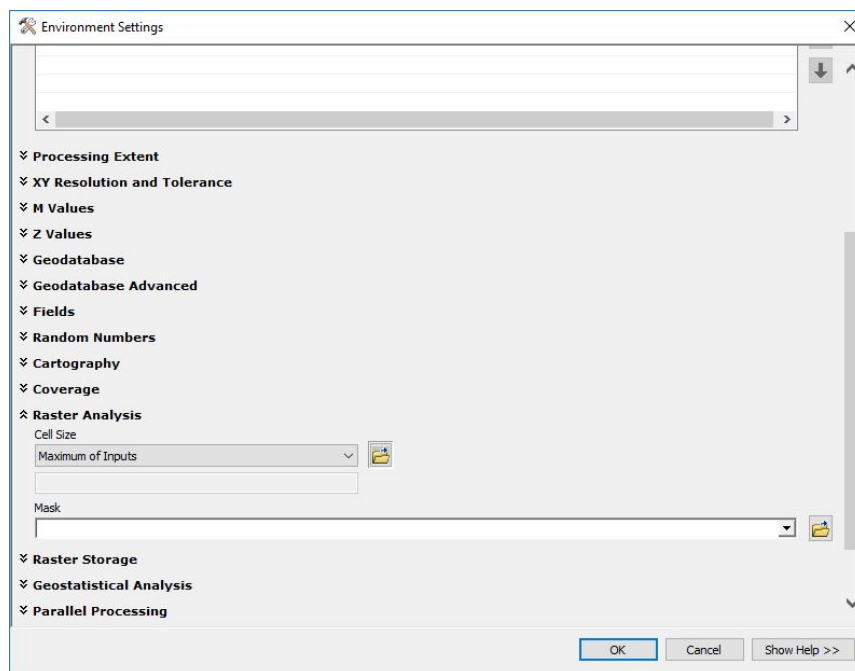 Environment Settings
Processing Extent
XY Resolution and Tolerance
M Values
Z Values
Geodatabase
Geodatabase Advanced
Fields
Random Numbers
Cartography
Coverage
Raster Analysis
Cell Size
Maximum of Inputs
Mask
Raster Storage
Geostatistical Analysis
Parallel Processing
OK Cancel Show Help >>